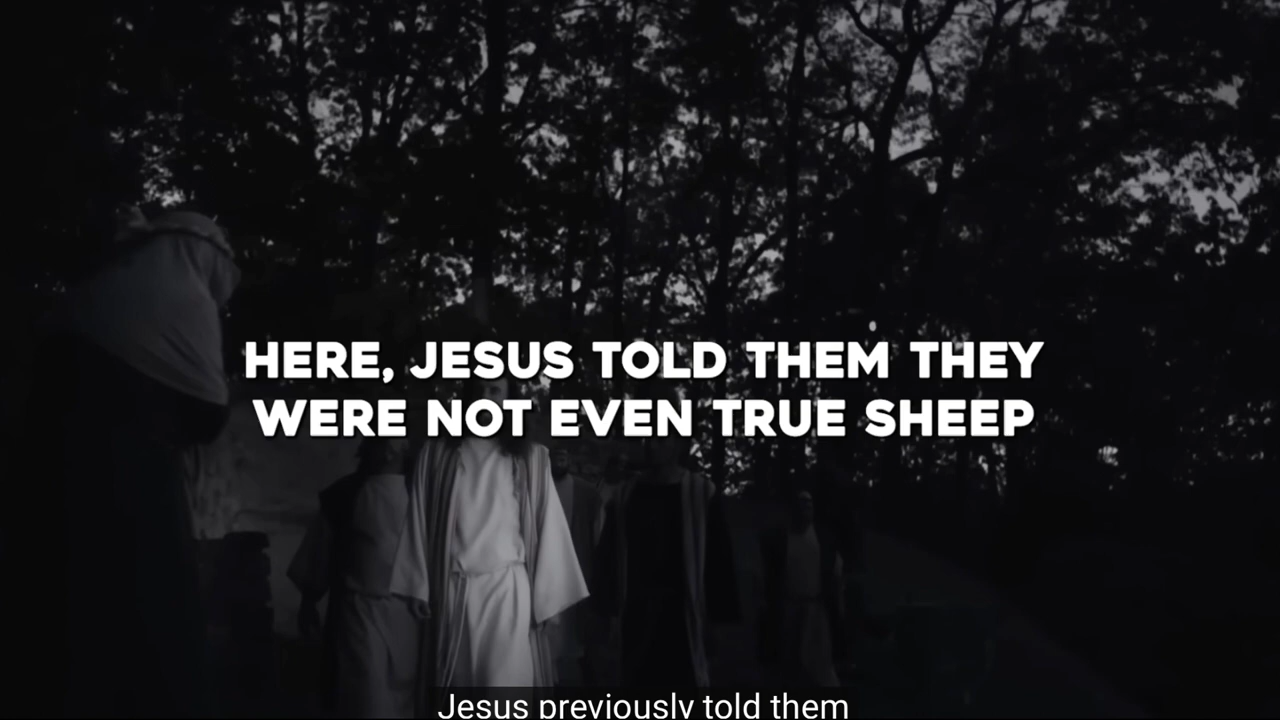 HERE, JESUS TOLD THEM THEY
WERE NOT EVEN TRUE SHEEP
Jesus previously told them